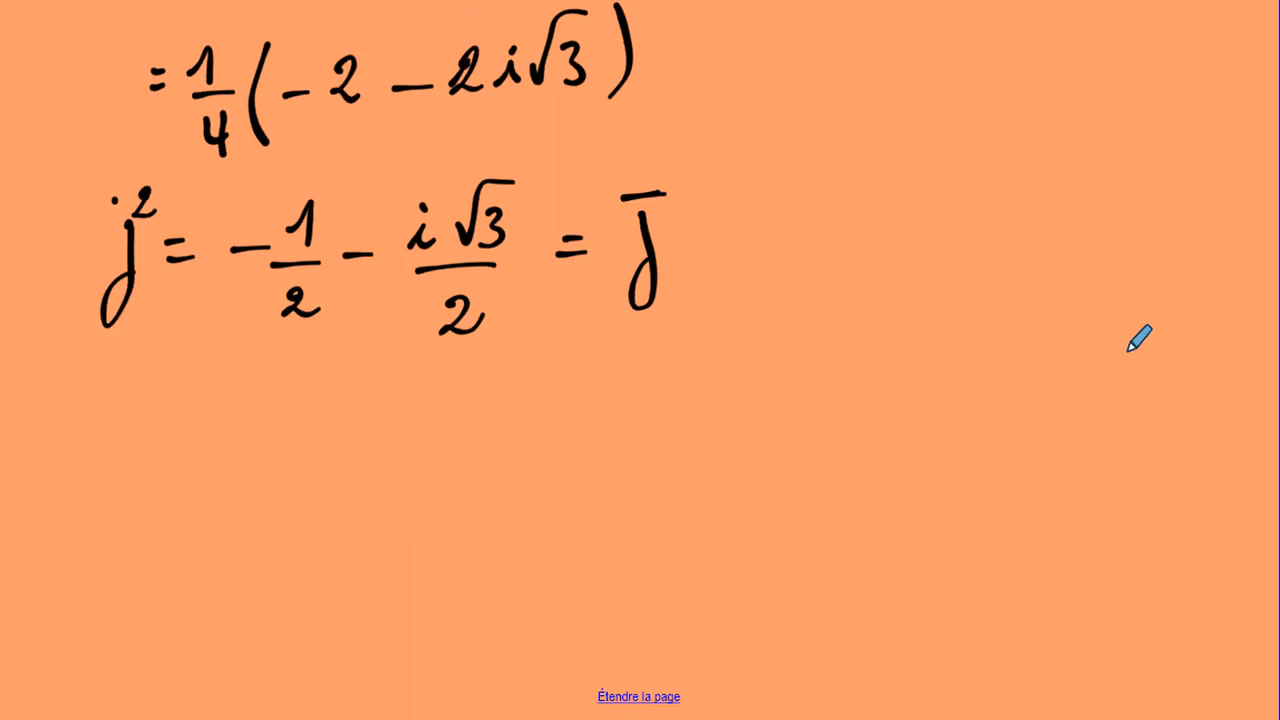 = 1/4 (-2 - 2i√3)
j² = -1/2 - i√3/2 = j̅
Étendre la page